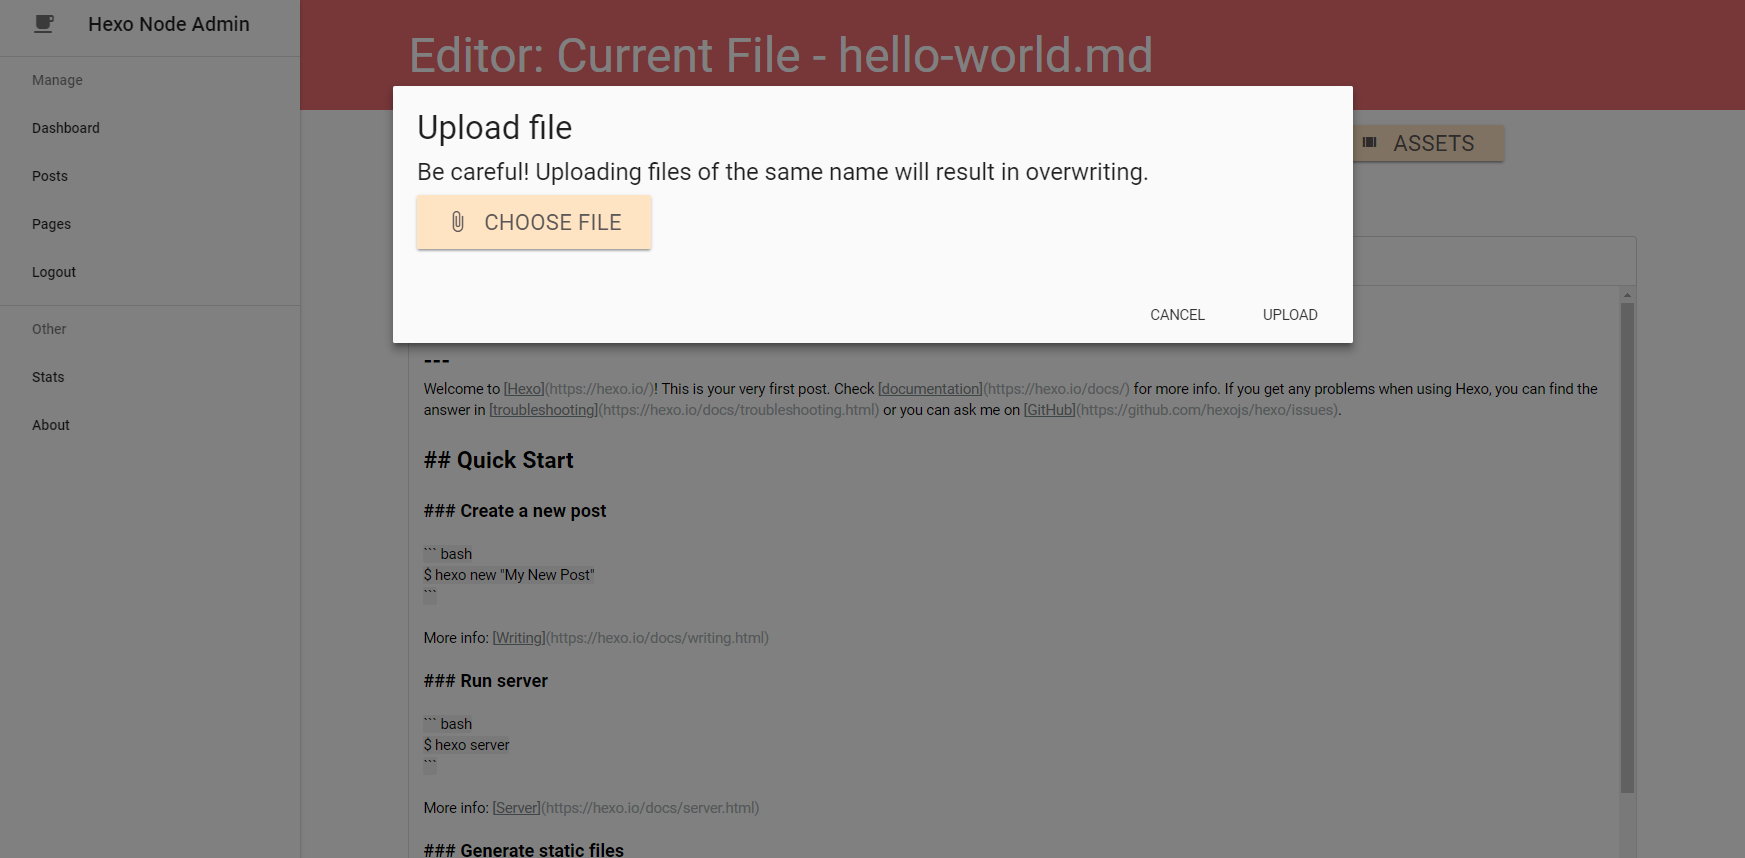 Hexo Node Admin
Manage
Dashboard
Posts
Pages
Logout
Other
Stats
About
Editor: Current File - hello-world.md
ASSETS
Upload file
Be careful! Uploading files of the same name will result in overwriting.
CHOOSE FILE
CANCEL
UPLOAD
---
Welcome to [Hexo](https://hexo.io/)! This is your very first post. Check [documentation](https://hexo.io/docs/) for more info. If you get any problems when using Hexo, you can find the
answer in [troubleshooting](https://hexo.io/docs/troubleshooting.html) or you can ask me on [GitHub](https://github.com/hexojs/hexo/issues).
## Quick Start
### Create a new post
``` bash
$ hexo new "My New Post"
```
More info: [Writing](https://hexo.io/docs/writing.html)
### Run server
``` bash
$ hexo server
```
More info: [Server](https://hexo.io/docs/server.html)
### Generate static files